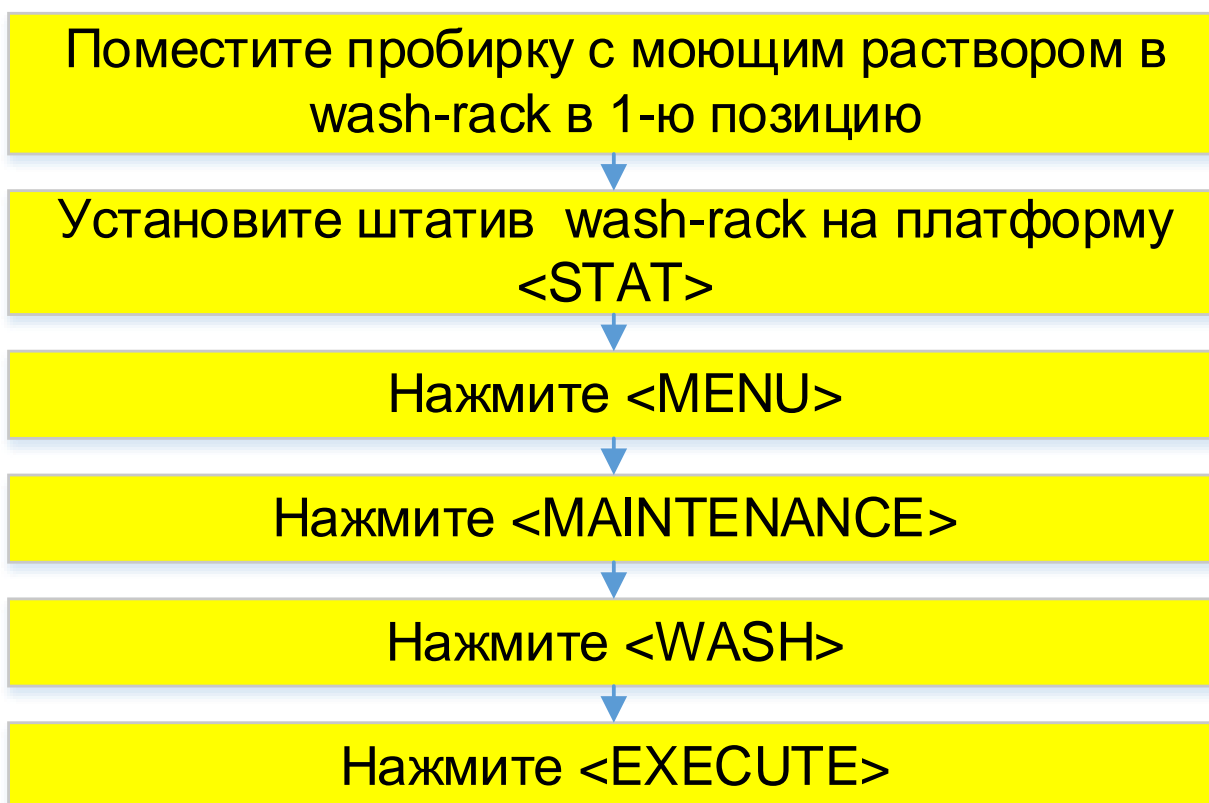 Поместите пробирку с моющим раствором в
wash-rack в 1-ю позицию
Установите штатив wash-rack на платформу
<STAT>
Нажмите <MENU>
Нажмите <MAINTENANCE>
Нажмите <WASH>
Нажмите <EXECUTE>